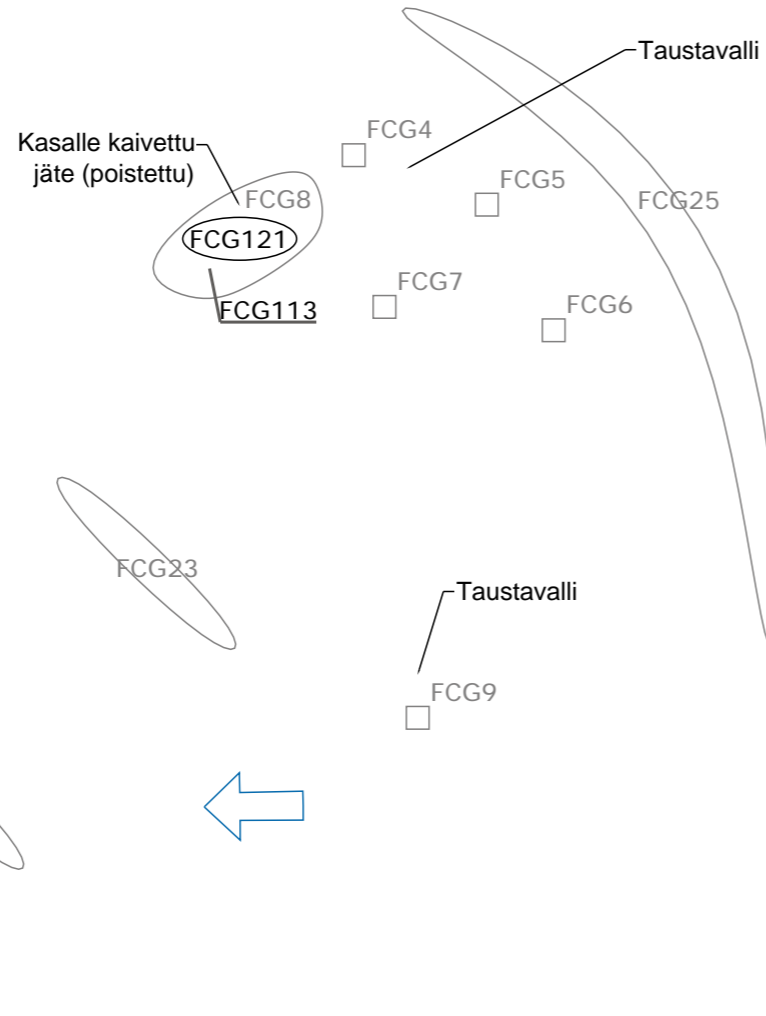 Taustavalli
FCG4
Kasalle kaivettu
jäte (poistettu)
FCG5
FCG8
FCG25
FCG121
FCG7
FCG6
FCG113
FCG23
Taustavalli
FCG9